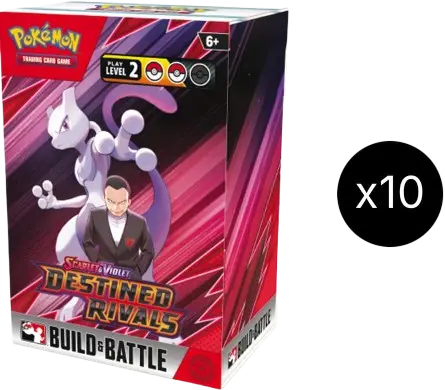 Pokémon
TRADING CARD GAME
6+
PLAY
LEVEL 2
x10
SCARLET & VIOLET
DESTINED
RIVALS
BUILD & BATTLE